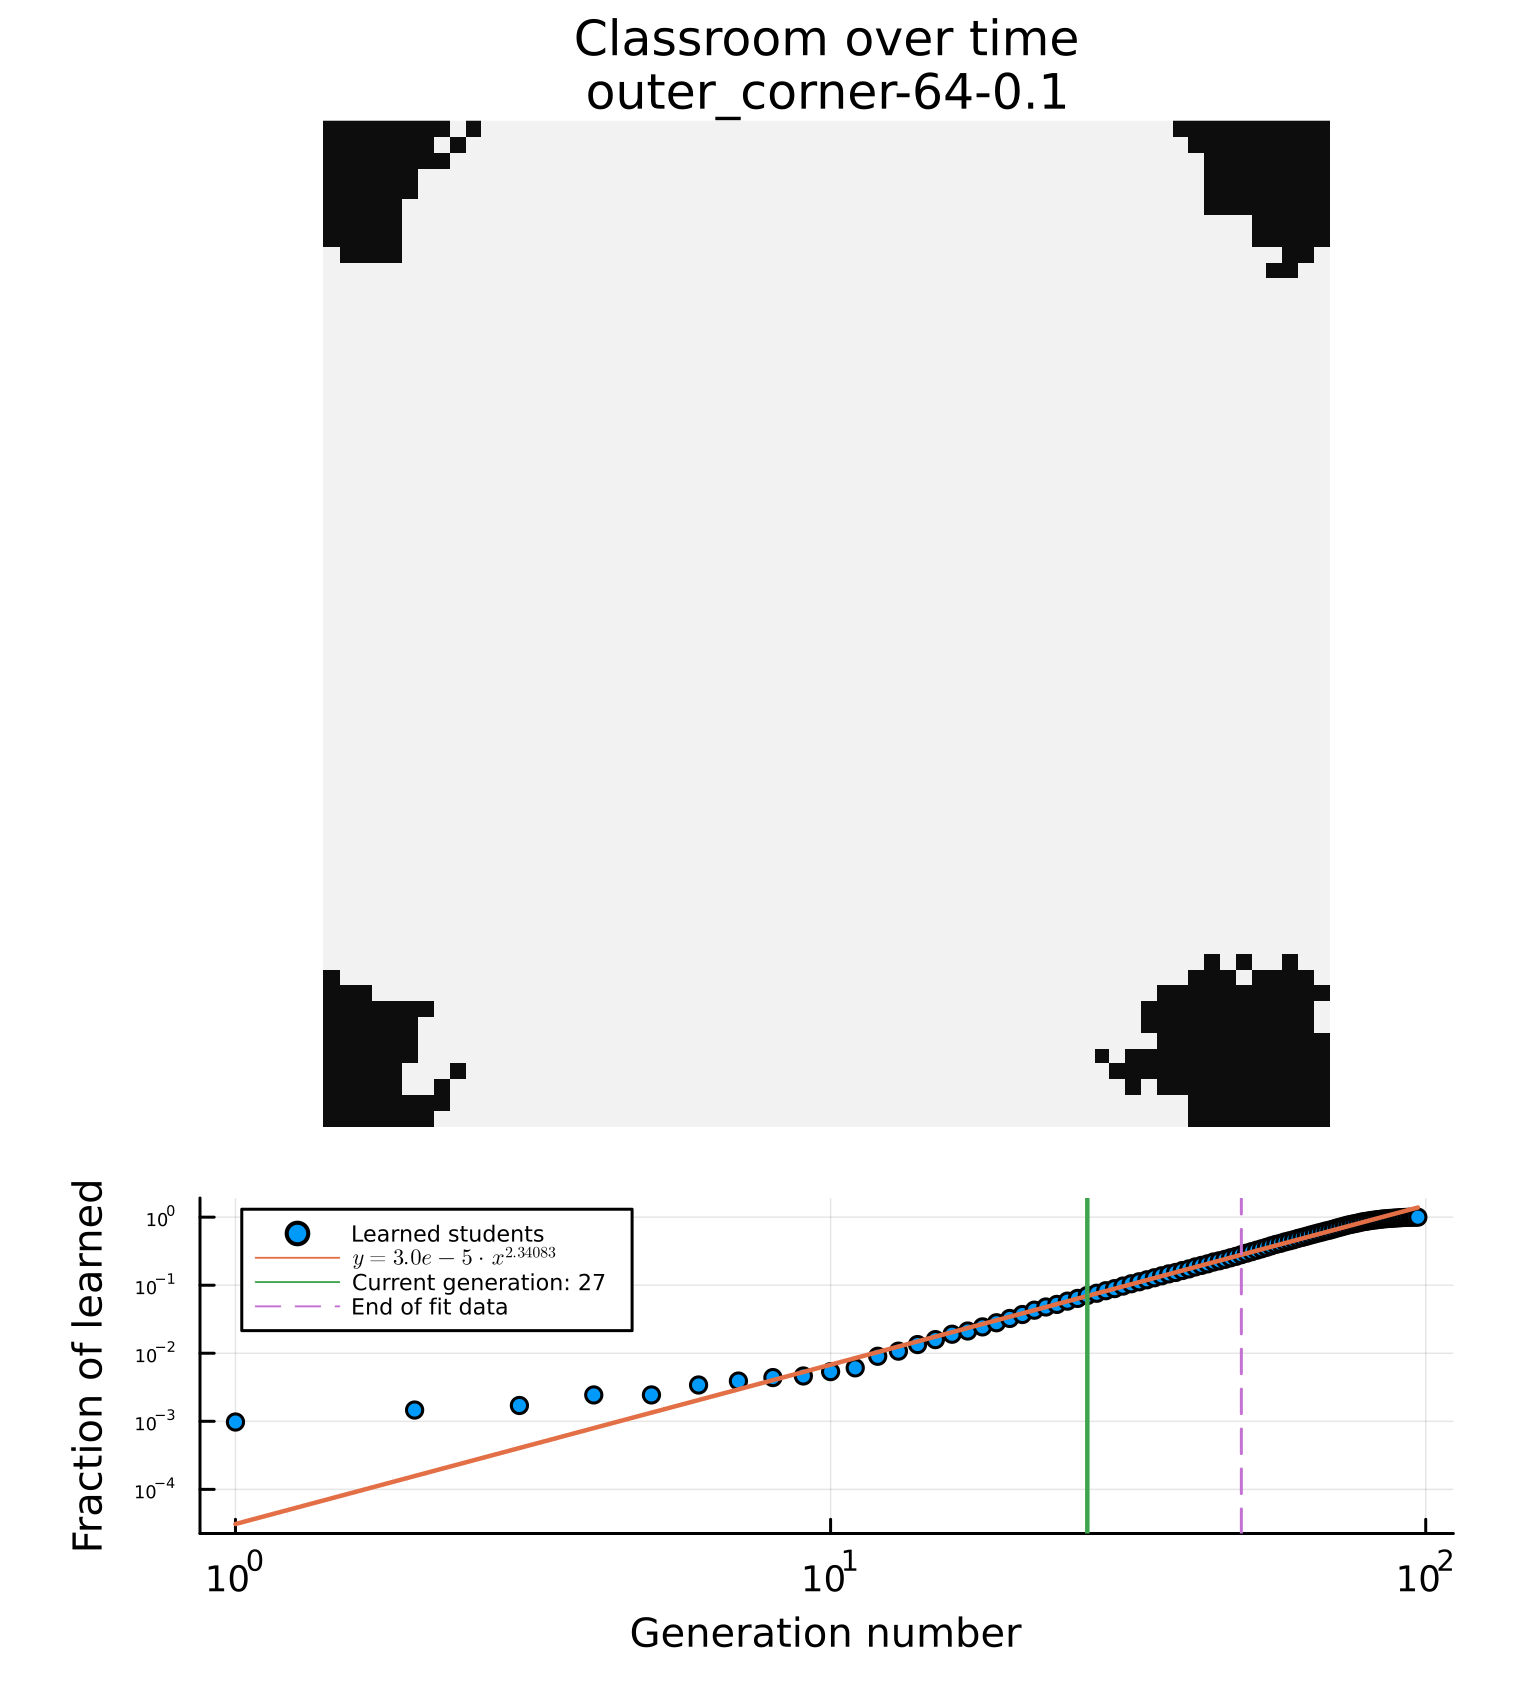 Classroom over time
outer_corner-64-0.1
Fraction of learned
10^0
10^-1
10^-2
10^-3
10^-4
Learned students
y = 3.0e − 5 · x^2.34083
Current generation: 27
End of fit data
10^0 10^1 10^2
Generation number